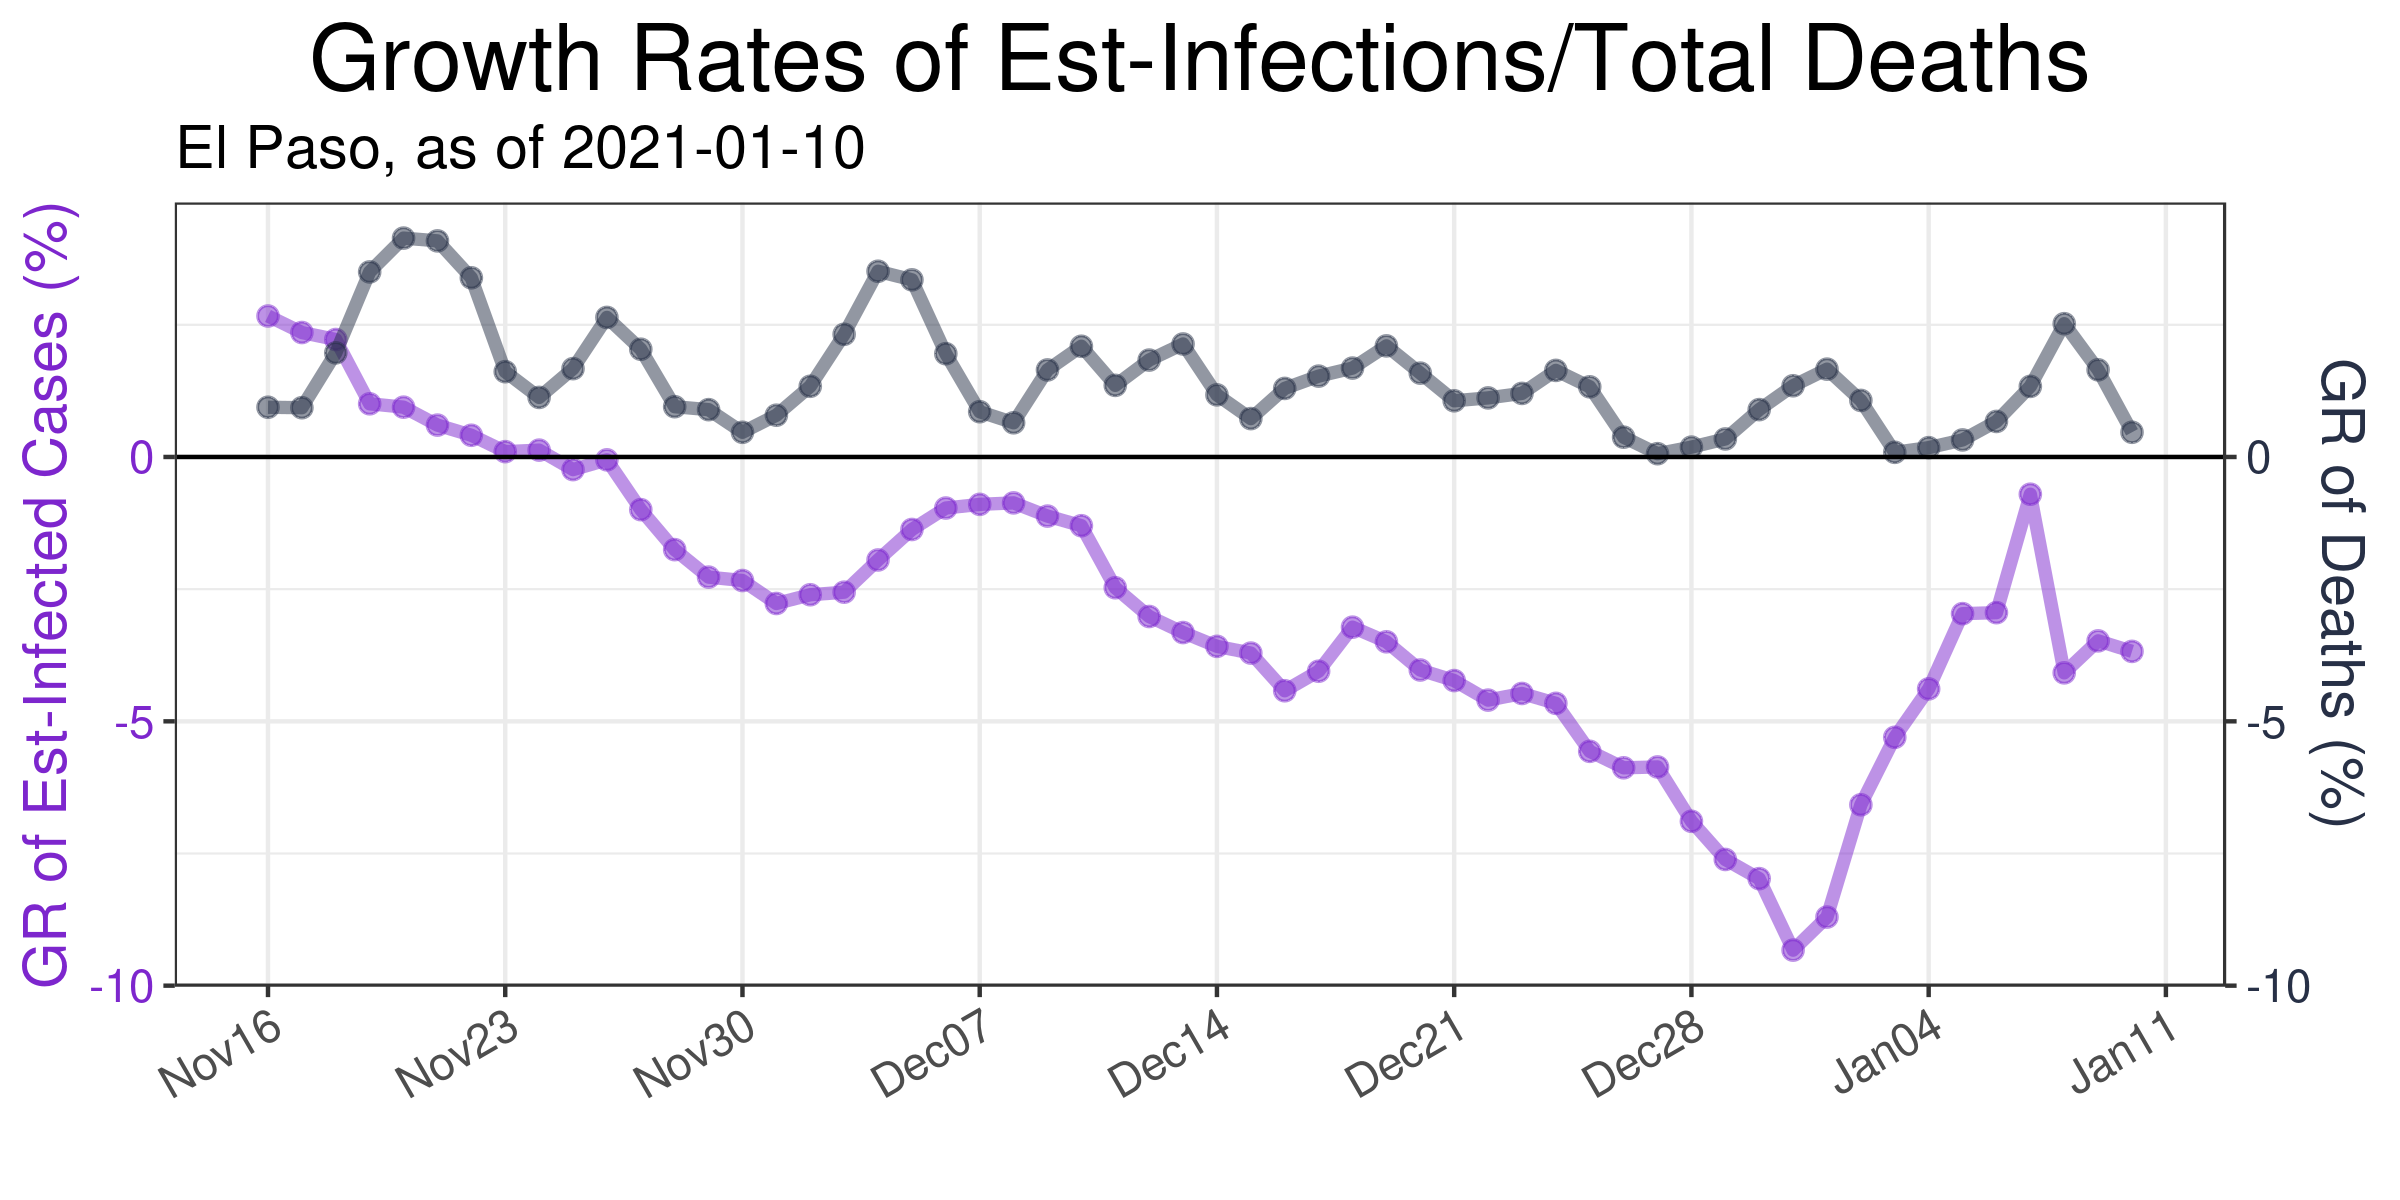 Growth Rates of Est-Infections/Total Deaths
El Paso, as of 2021-01-10
GR of Est-Infected Cases (%)
0
-5
-10
GR of Deaths (%)
0
-5
-10
Nov16
Nov23
Nov30
Dec07
Dec14
Dec21
Dec28
Jan04
Jan11